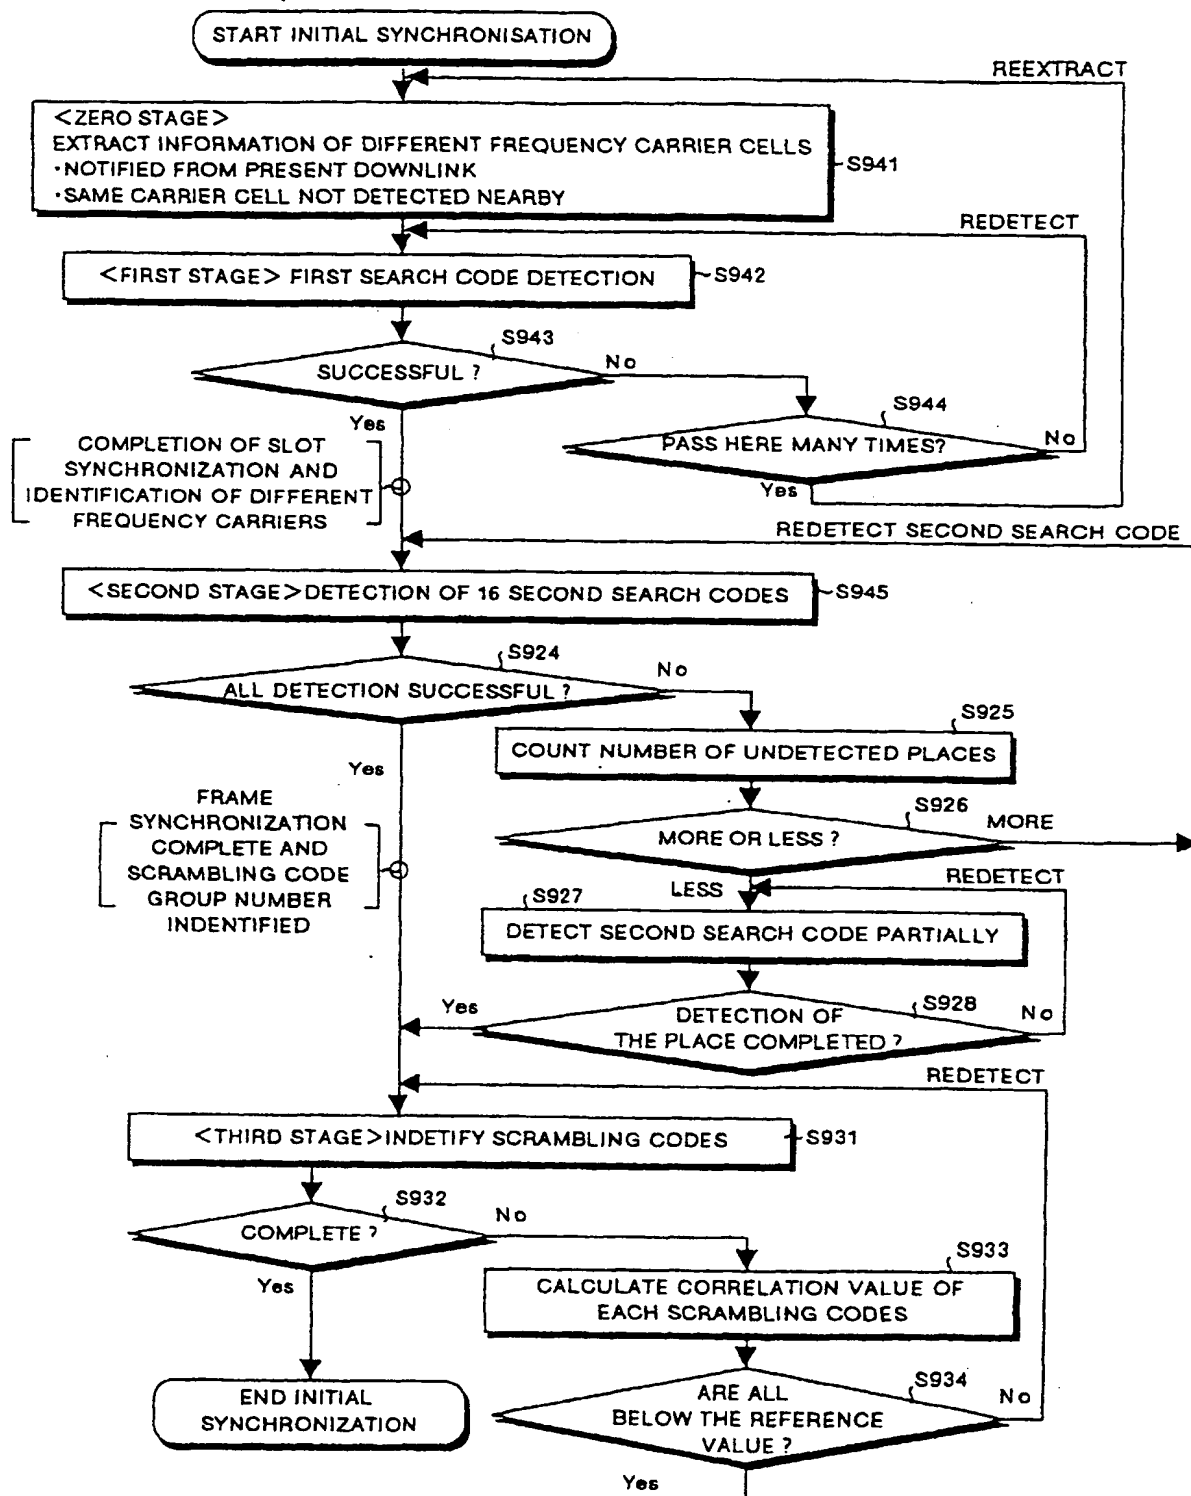 START INITIAL SYNCHRONISATION
REEXTRACT
<ZERO STAGE>
EXTRACT INFORMATION OF DIFFERENT FREQUENCY CARRIER CELLS
•NOTIFIED FROM PRESENT DOWNLINK
•SAME CARRIER CELL NOT DETECTED NEARBY
S941
REDETECT
<FIRST STAGE> FIRST SEARCH CODE DETECTION
S942
S943
SUCCESSFUL ?
No
Yes
S944
PASS HERE MANY TIMES?
No
Yes
COMPLETION OF SLOT
SYNCHRONIZATION AND
IDENTIFICATION OF DIFFERENT
FREQUENCY CARRIERS
REDETECT SECOND SEARCH CODE
<SECOND STAGE>DETECTION OF 16 SECOND SEARCH CODES
S945
S924
ALL DETECTION SUCCESSFUL ?
No
Yes
S925
COUNT NUMBER OF UNDETECTED PLACES
S926
MORE OR LESS ?
MORE
LESS
REDETECT
FRAME
SYNCHRONIZATION
COMPLETE AND
SCRAMBLING CODE
GROUP NUMBER
INDENTIFIED
S927
DETECT SECOND SEARCH CODE PARTIALLY
S928
DETECTION OF
THE PLACE COMPLETED ?
Yes
No
REDETECT
<THIRD STAGE>INDETIFY SCRAMBLING CODES
S931
S932
COMPLETE ?
No
Yes
S933
CALCULATE CORRELATION VALUE OF
EACH SCRAMBLING CODES
END INITIAL
SYNCHRONIZATION
S934
ARE ALL
BELOW THE REFERENCE
VALUE ?
No
Yes